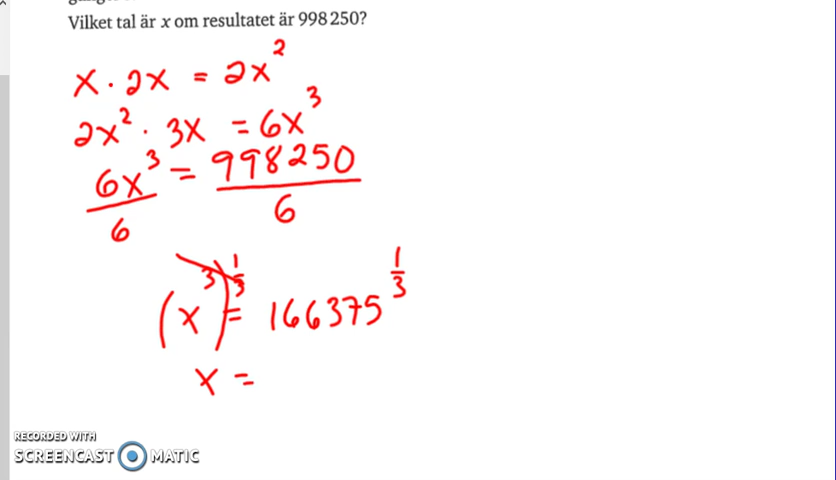 Vilket tal är x om resultatet är 998 250?
x · 2x = 2x²
2x² · 3x = 6x³
6x³/6 = 998250/6
(x³)^1/3 = 166375^1/3
x =
RECORDED WITH
SCREENCAST MATIC